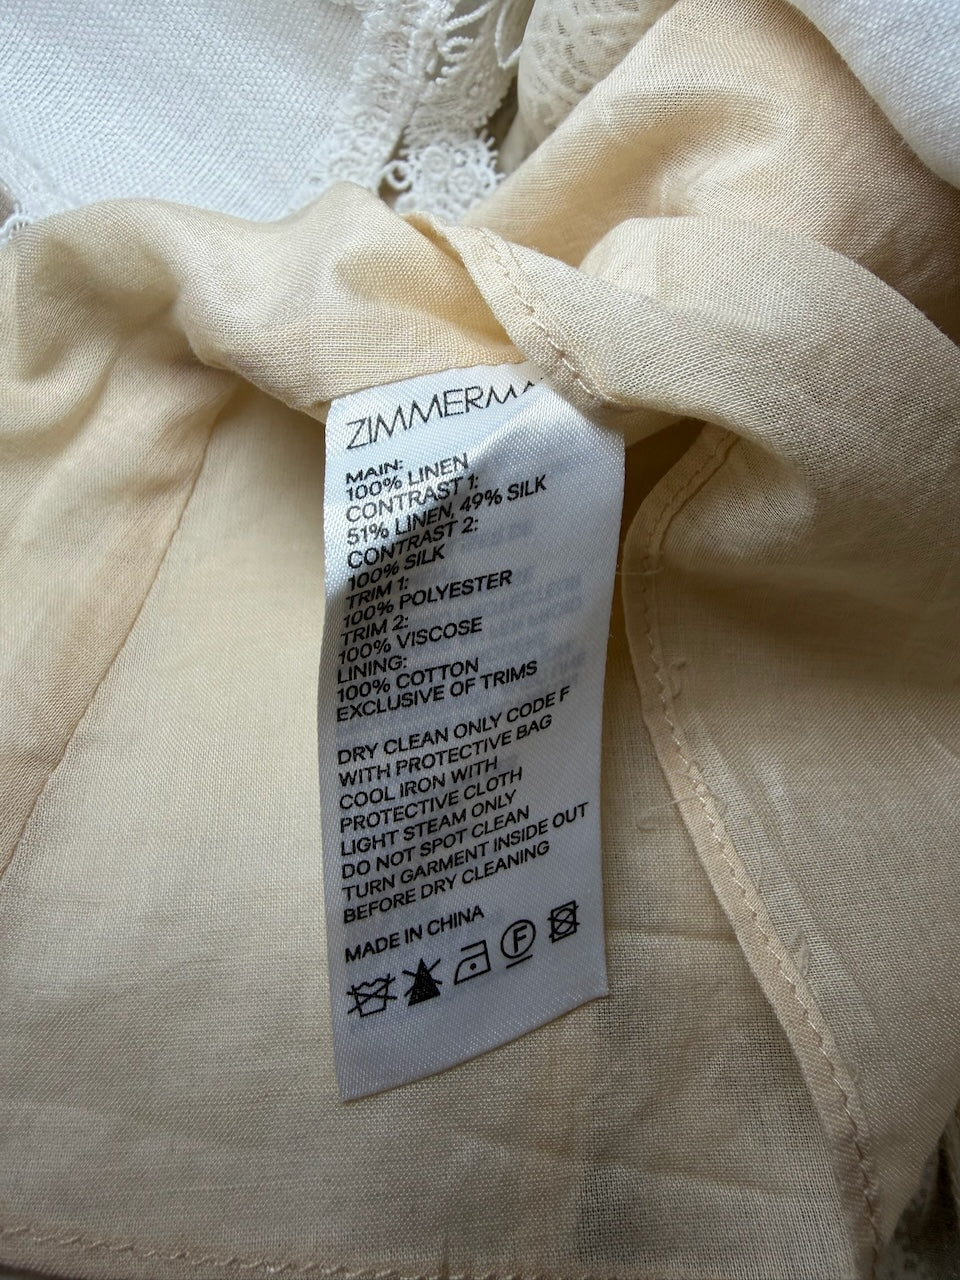 ZIMMERMA
MAIN:
100% LINEN
CONTRAST 1:
51% LINEN, 49% SILK
CONTRAST 2:
100% SILK
TRIM 1:
100% POLYESTER
TRIM 2:
100% VISCOSE
LINING:
100% COTTON
EXCLUSIVE OF TRIMS
DRY CLEAN ONLY CODE F
WITH PROTECTIVE BAG
COOL IRON WITH
PROTECTIVE CLOTH
LIGHT STEAM ONLY
DO NOT SPOT CLEAN
TURN GARMENT INSIDE OUT
BEFORE DRY CLEANING
MADE IN CHINA
F